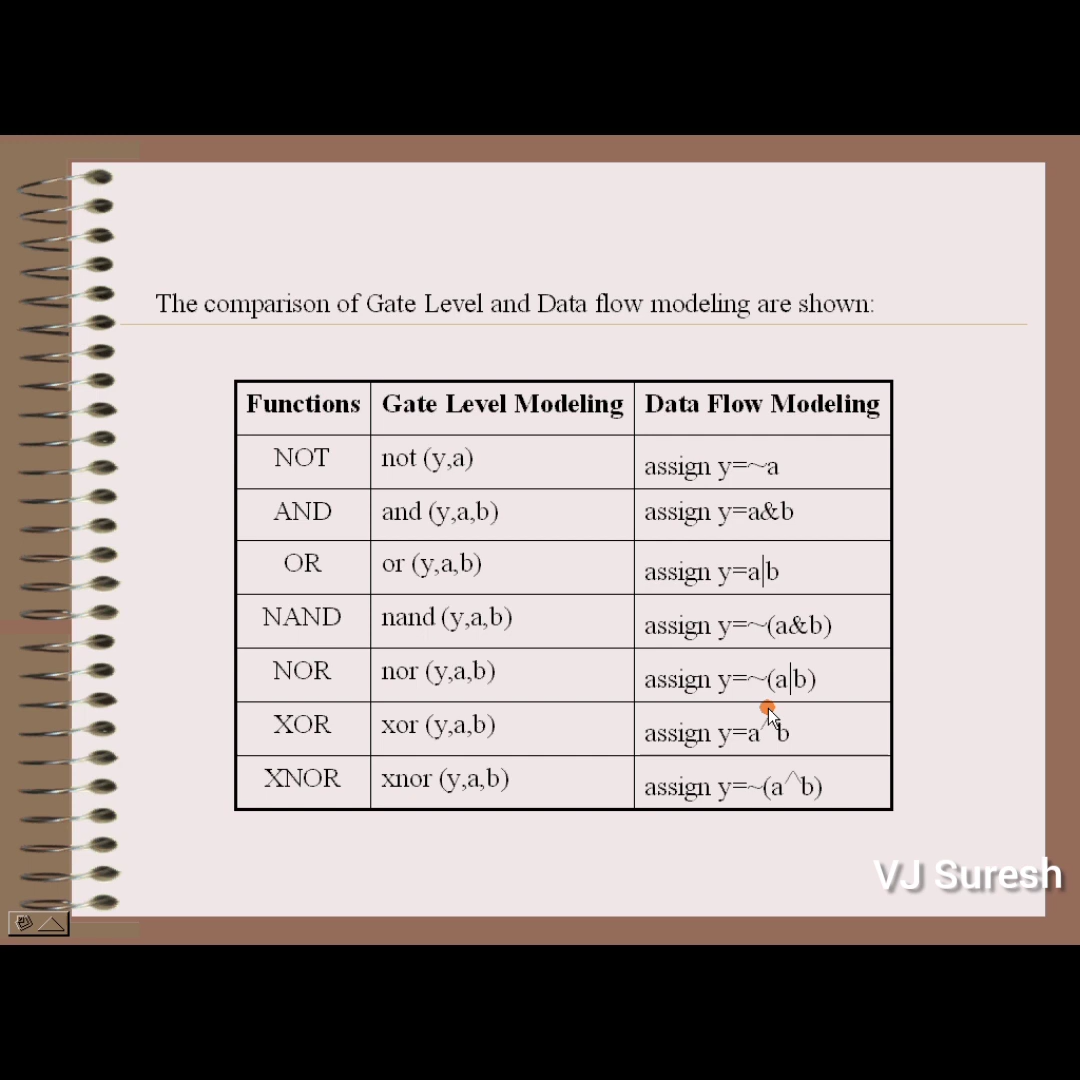 The comparison of Gate Level and Data flow modeling are shown:
Functions Gate Level Modeling Data Flow Modeling
NOT not (y,a) assign y=~a
AND and (y,a,b) assign y=a&b
OR or (y,a,b) assign y=a|b
NAND nand (y,a,b) assign y=~(a&b)
NOR nor (y,a,b) assign y=~(a|b)
XOR xor (y,a,b) assign y=a^b
XNOR xnor (y,a,b) assign y=~(a^b)
VJ Suresh